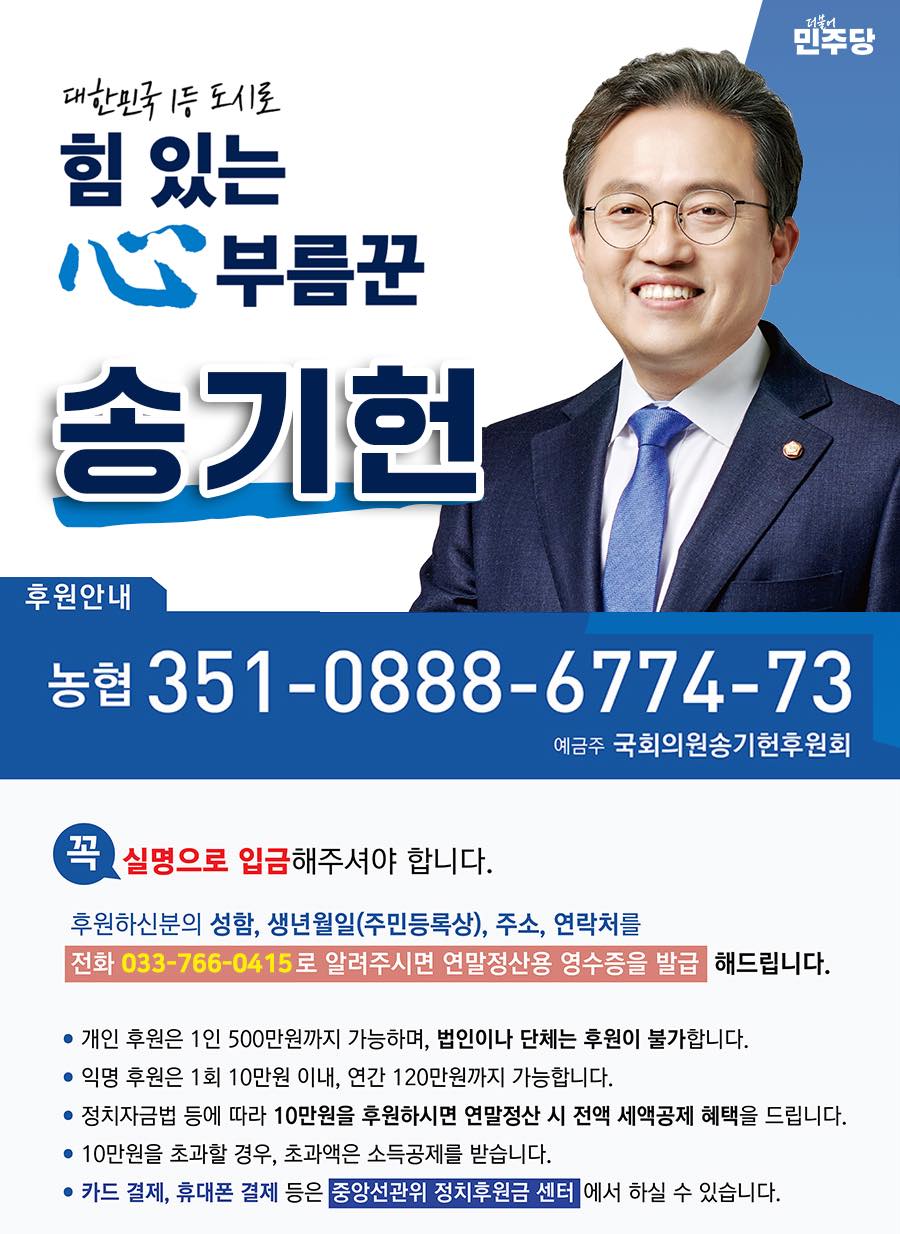 더불어
민주당
대한민국 1등 도시로
힘 있는
心부름꾼
송기헌
후원안내
농협 351-0888-6774-73
예금주 국회의원송기헌후원회
꼭 실명으로 입금해주셔야 합니다.
후원하신분의 성함, 생년월일(주민등록상), 주소, 연락처를
전화 033-766-0415로 알려주시면 연말정산용 영수증을 발급 해드립니다.
• 개인 후원은 1인 500만원까지 가능하며, 법인이나 단체는 후원이 불가합니다.
• 익명 후원은 1회 10만원 이내, 연간 120만원까지 가능합니다.
• 정치자금법 등에 따라 10만원을 후원하시면 연말정산 시 전액 세액공제 혜택을 드립니다.
• 10만원을 초과할 경우, 초과액은 소득공제를 받습니다.
• 카드 결제, 휴대폰 결제 등은 중앙선관위 정치후원금 센터에서 하실 수 있습니다.